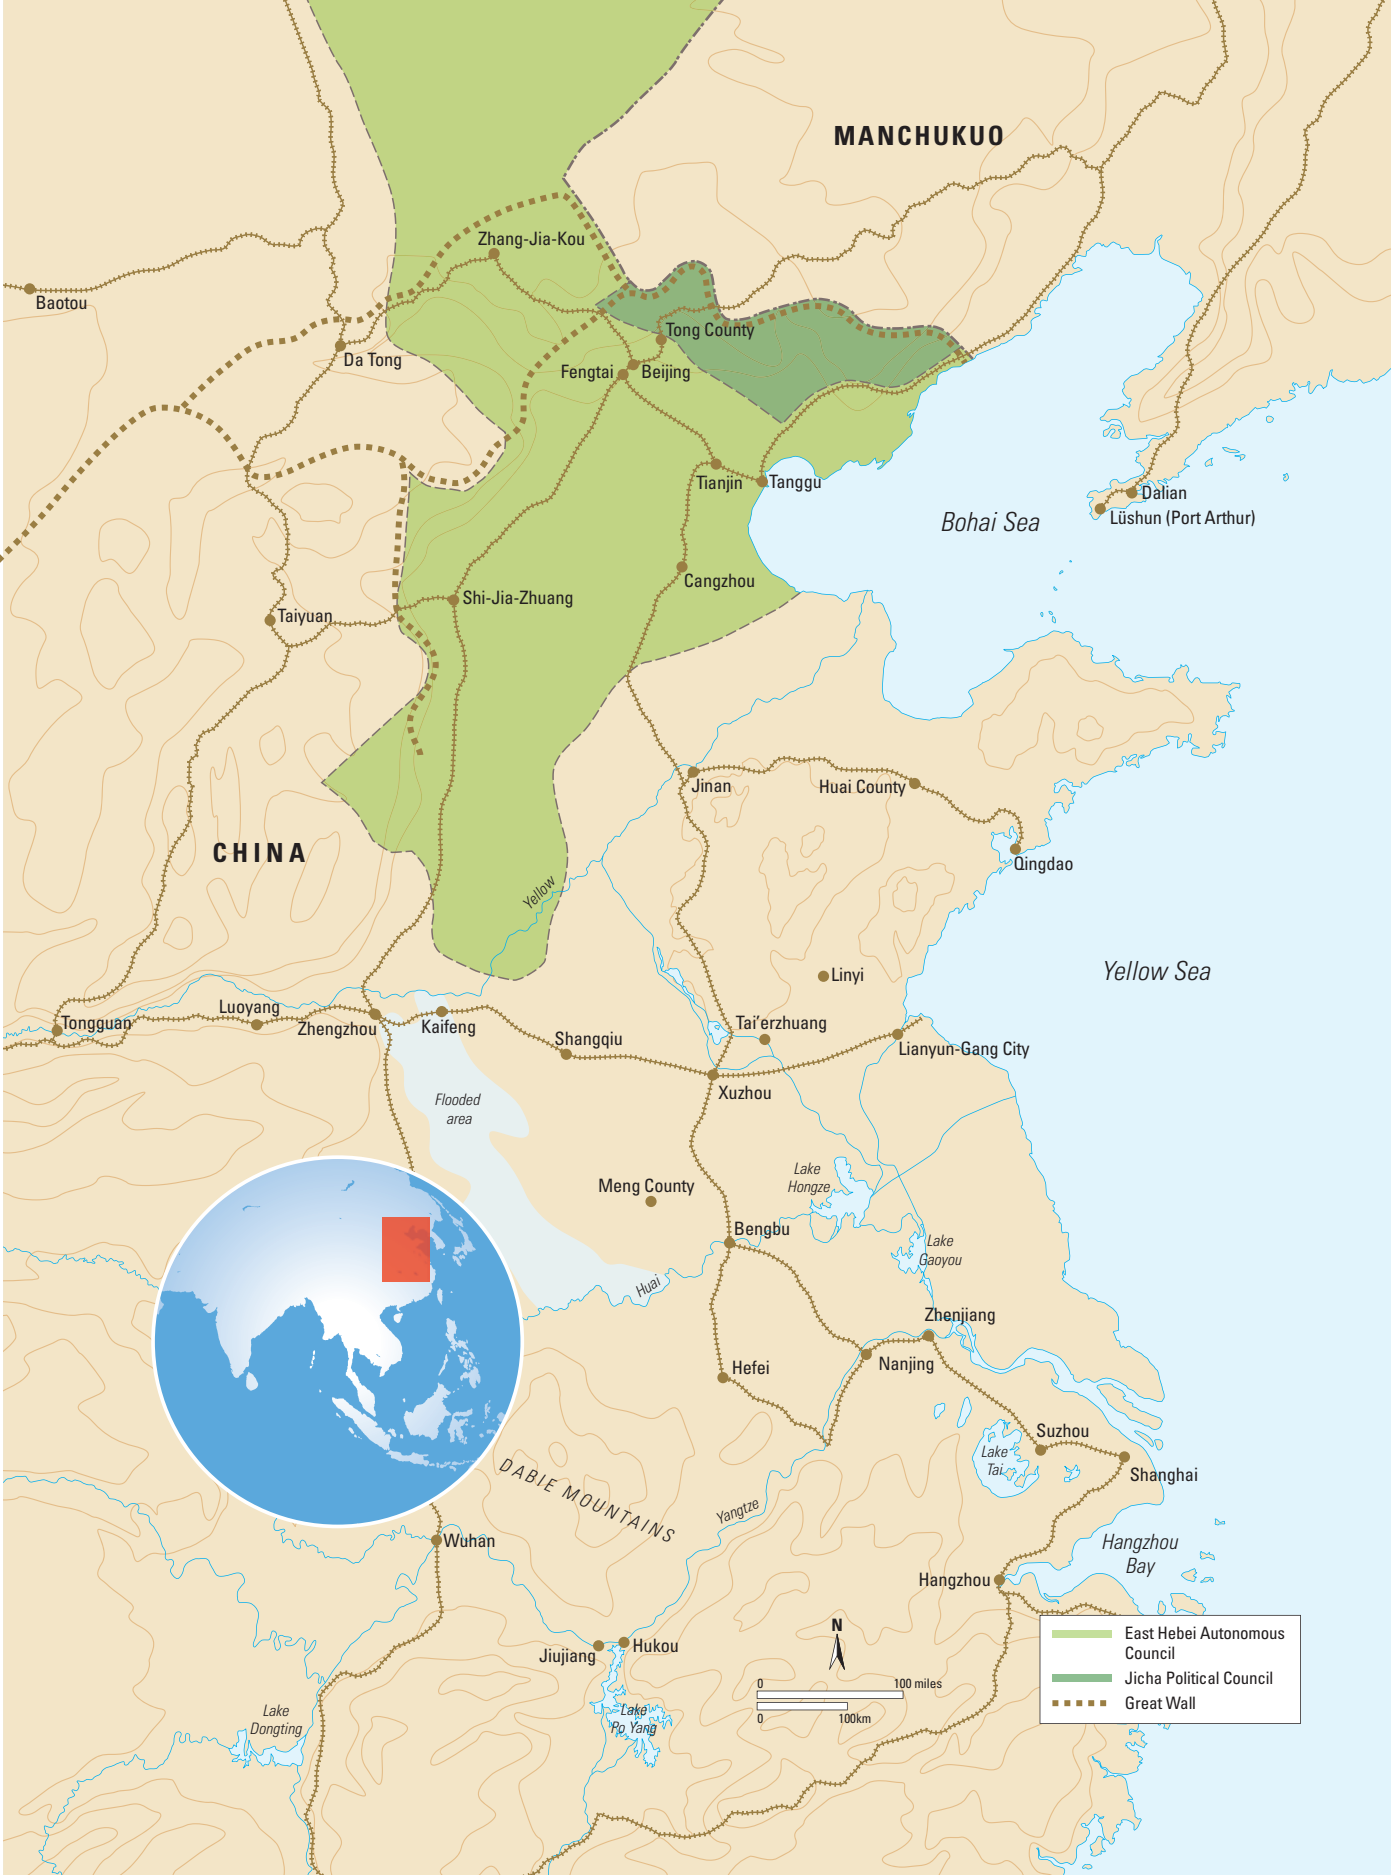 MANCHUKUO
Zhang-Jia-Kou
Baotou
Tong County
Da Tong
Fengtai
Beijing
Tianjin
Tanggu
Dalian
Lüshun (Port Arthur)
Bohai Sea
Cangzhou
Shi-Jia-Zhuang
Taiyuan
Jinan
Huai County
CHINA
Qingdao
Yellow
Yellow Sea
Linyi
Luoyang
Tongguan
Zhengzhou
Kaifeng
Shangqiu
Tai'erzhuang
Lianyun-Gang City
Xuzhou
Flooded
area
Lake
Hongze
Meng County
Bengbu
Lake
Gaoyou
Huai
Zhenjiang
Nanjing
Hefei
Suzhou
Lake
Tai
Shanghai
DABIE MOUNTAINS
Yangtze
Wuhan
Hangzhou
Bay
Hangzhou
Jiujiang
Hukou
Lake
Po Yang
Lake
Dongting
N
0 100 miles
0 100km
East Hebei Autonomous
Council
Jicha Political Council
Great Wall